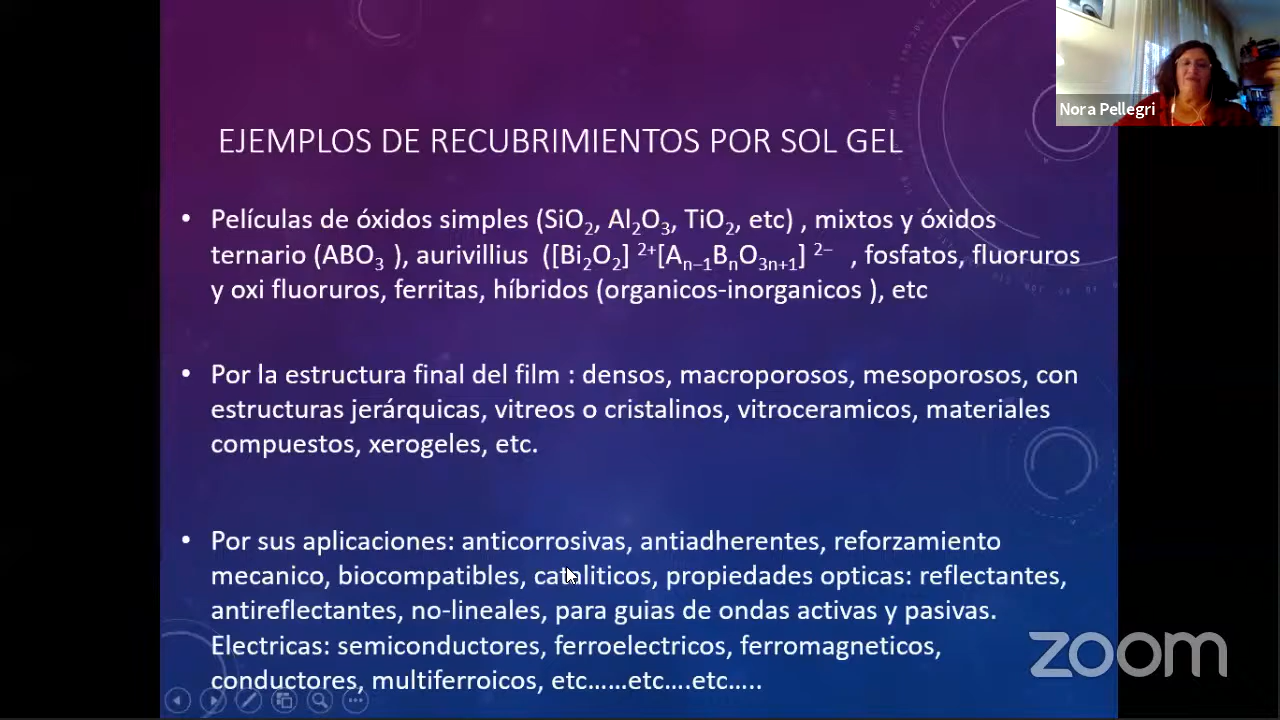 Nora Pellegri
EJEMPLOS DE RECUBRIMIENTOS POR SOL GEL
• Películas de óxidos simples (SiO₂, Al₂O₃, TiO₂, etc) , mixtos y óxidos
ternario (ABO₃ ), aurivillius ([Bi₂O₂] ²⁺[Aₙ₋₁BₙO₃ₙ₊₁] ²⁻ , fosfatos, fluoruros
y oxi fluoruros, ferritas, híbridos (organicos-inorganicos ), etc
• Por la estructura final del film : densos, macroporosos, mesoporosos, con
estructuras jerárquicas, vitreos o cristalinos, vitroceramicos, materiales
compuestos, xerogeles, etc.
• Por sus aplicaciones: anticorrosivas, antiadherentes, reforzamiento
mecanico, biocompatibles, cataliticos, propiedades opticas: reflectantes,
antireflectantes, no-lineales, para guias de ondas activas y pasivas.
Electricas: semiconductores, ferroelectricos, ferromagneticos,
conductores, multiferroicos, etc......etc....etc.....
zoom